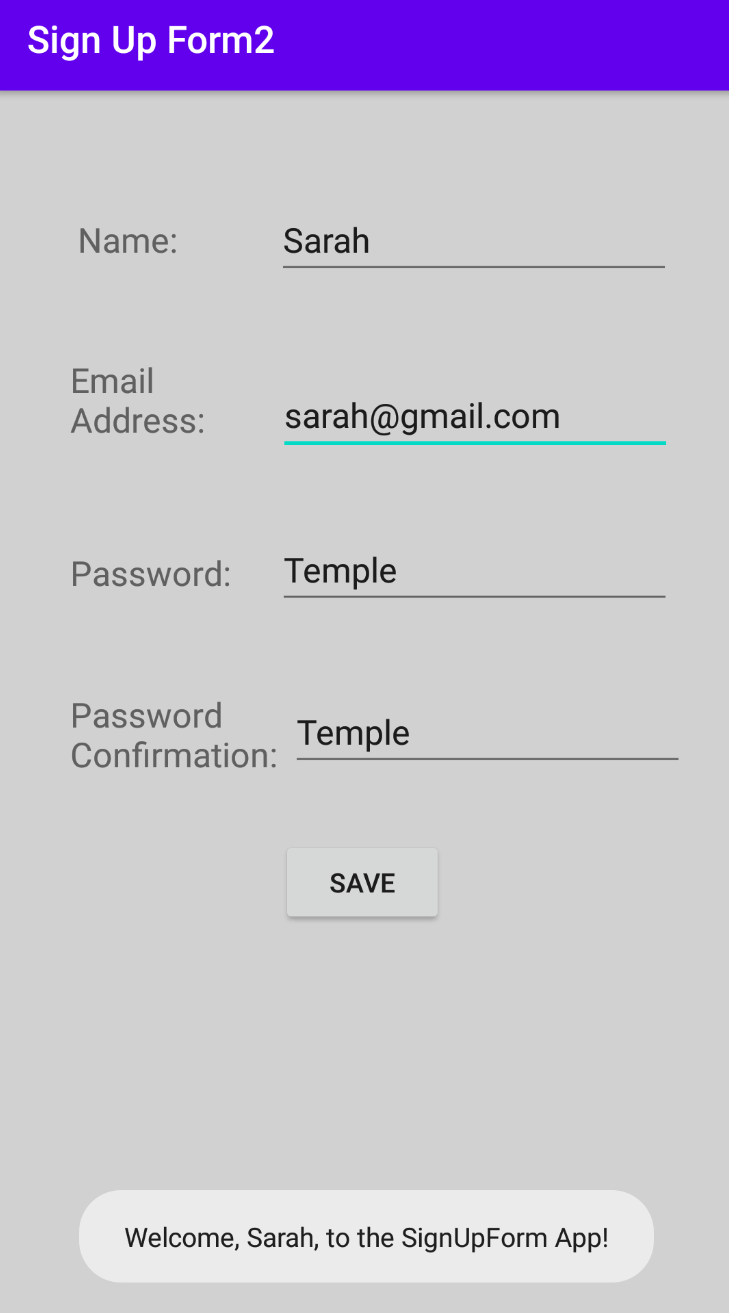 Sign Up Form2
Name: Sarah
Email
Address: sarah@gmail.com
Password: Temple
Password
Confirmation: Temple
SAVE
Welcome, Sarah, to the SignUpForm App!